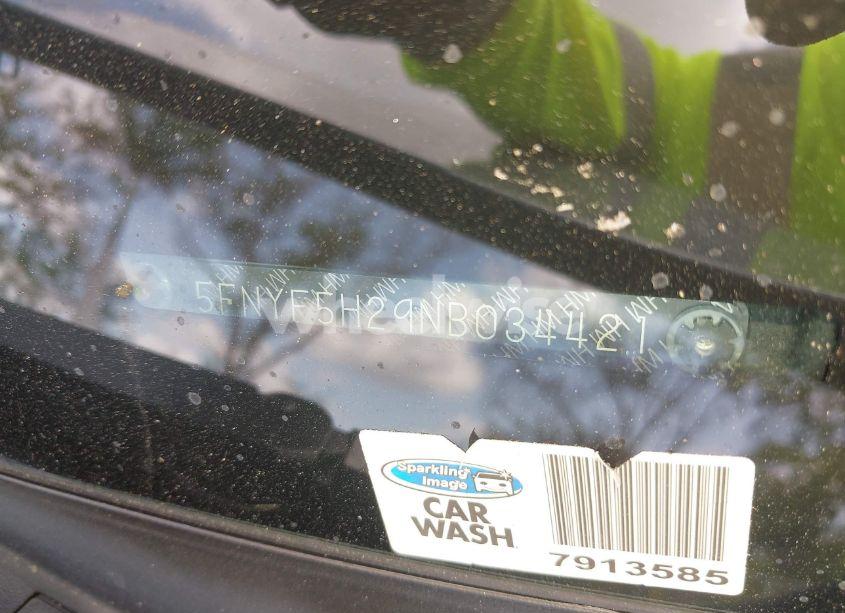 5FNYF5H29NB034421
Sparkling
Image
CAR
WASH
7913585